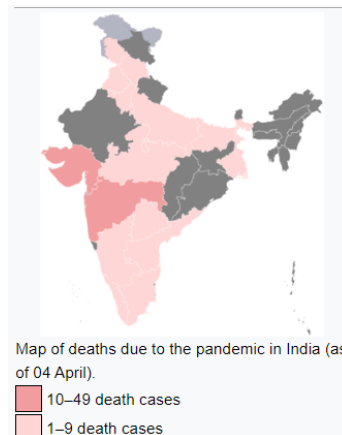 Map of deaths due to the pandemic in India (as
of 04 April).
10–49 death cases
1–9 death cases